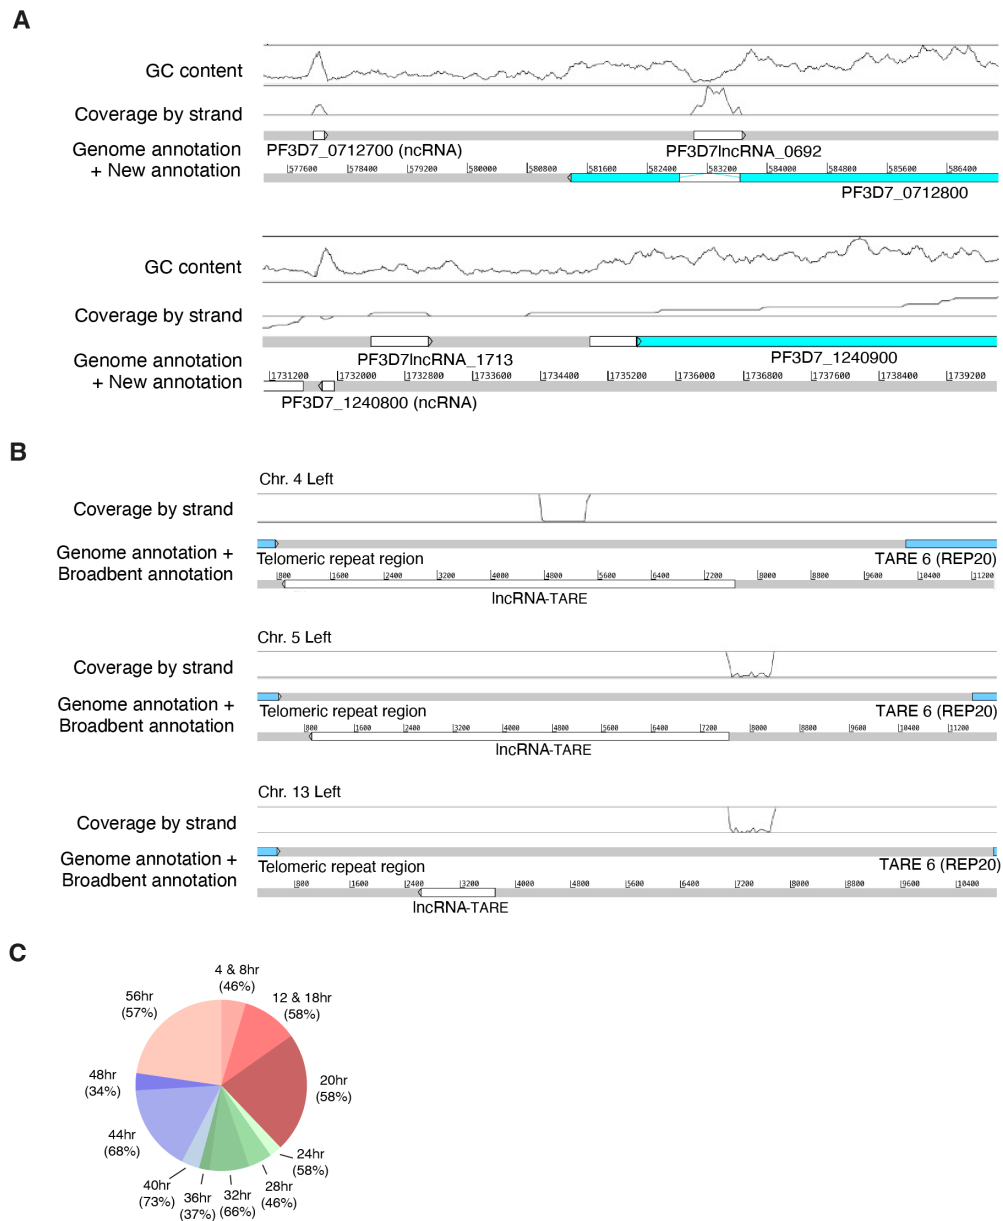 A
GC content
Coverage by strand
Genome annotation
+ New annotation
PF3D7_0712700 (ncRNA)
PF3D7lncRNA_0692
577600 578400 579200 580000 580800 581600 582400 583200 584000 584800 585600 586400
PF3D7_0712800
GC content
Coverage by strand
Genome annotation
+ New annotation
PF3D7lncRNA_1713
PF3D7_1240900
1731200 1732000 1732800 1733600 1734400 1735200 1736000 1736800 1737600 1738400 1739200
PF3D7_1240800 (ncRNA)
B
Chr. 4 Left
Coverage by strand
Genome annotation +
Broadbent annotation
Telomeric repeat region
TARE 6 (REP20)
800 1600 2400 3200 4000 4800 5600 6400 7200 8000 8800 9600 10400 11200
lncRNA-TARE
Chr. 5 Left
Coverage by strand
Genome annotation +
Broadbent annotation
Telomeric repeat region
TARE 6 (REP20)
800 1600 2400 3200 4000 4800 5600 6400 7200 8000 8800 9600 10400 11200
lncRNA-TARE
Chr. 13 Left
Coverage by strand
Genome annotation +
Broadbent annotation
Telomeric repeat region
TARE 6 (REP20)
800 1600 2400 3200 4000 4800 5600 6400 7200 8000 8800 9600 10400
lncRNA-TARE
C
4 & 8hr
(46%)
12 & 18hr
(58%)
20hr
(58%)
24hr
(58%)
28hr
(46%)
32hr
(66%)
36hr
(37%)
40hr
(73%)
44hr
(68%)
48hr
(34%)
56hr
(57%)